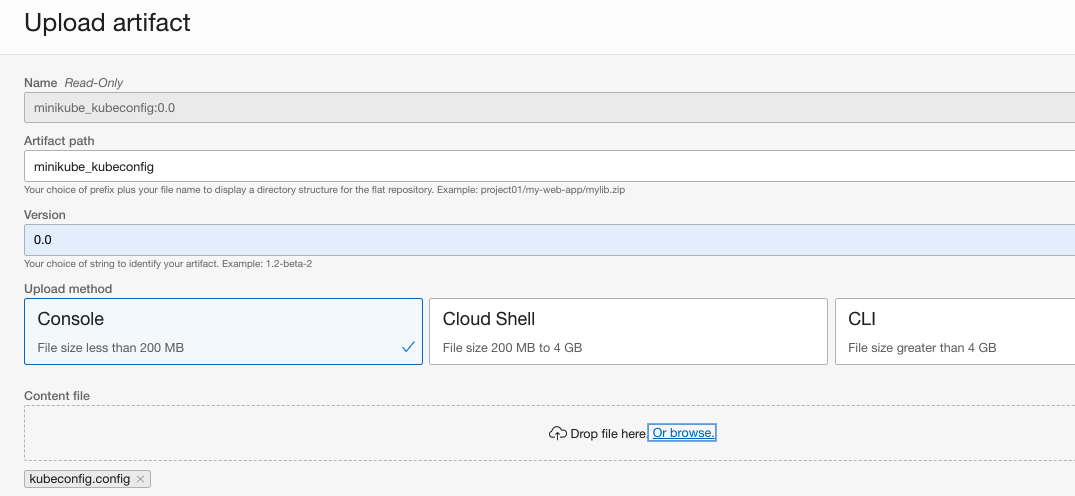 Upload artifact
Name Read-Only
minikube_kubeconfig:0.0
Artifact path
minikube_kubeconfig
Your choice of prefix plus your file name to display a directory structure for the flat repository. Example: project01/my-web-app/mylib.zip
Version
0.0
Your choice of string to identify your artifact. Example: 1.2-beta-2
Upload method
Console
File size less than 200 MB
Cloud Shell
File size 200 MB to 4 GB
CLI
File size greater than 4 GB
Content file
Drop file here Or browse.
kubeconfig.config ×